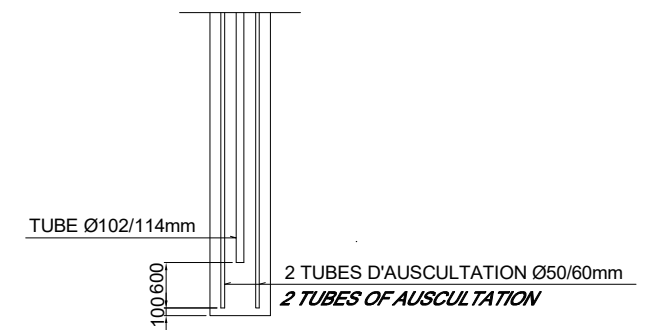 TUBE Ø102/114mm
2 TUBES D'AUSCULTATION Ø50/60mm
2 TUBES OF AUSCULTATION
600
100